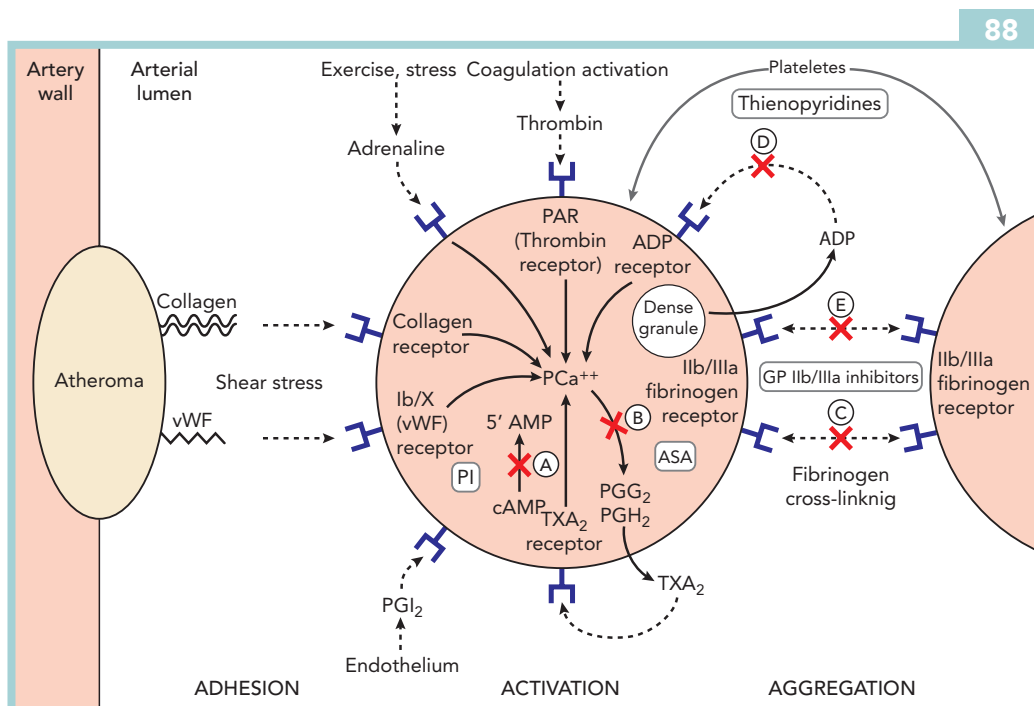 88
Artery
wall
Arterial
lumen
Exercise, stress
Coagulation activation
Plateletes
Thienopyridines
Adrenaline
Thrombin
D
PAR
(Thrombin
receptor)
ADP
receptor
ADP
Dense
granule
Collagen
Collagen
receptor
E
Atheroma
Shear stress
PCa⁺⁺
IIb/IIIa
fibrinogen
receptor
GP IIb/IIIa inhibitors
IIb/IIIa
fibrinogen
receptor
Ib/X
(vWF)
receptor
vWF
5′ AMP
B
C
PI
A
ASA
cAMP
TXA₂
receptor
PGG₂
PGH₂
Fibrinogen
cross-linknig
TXA₂
PGI₂
Endothelium
ADHESION
ACTIVATION
AGGREGATION